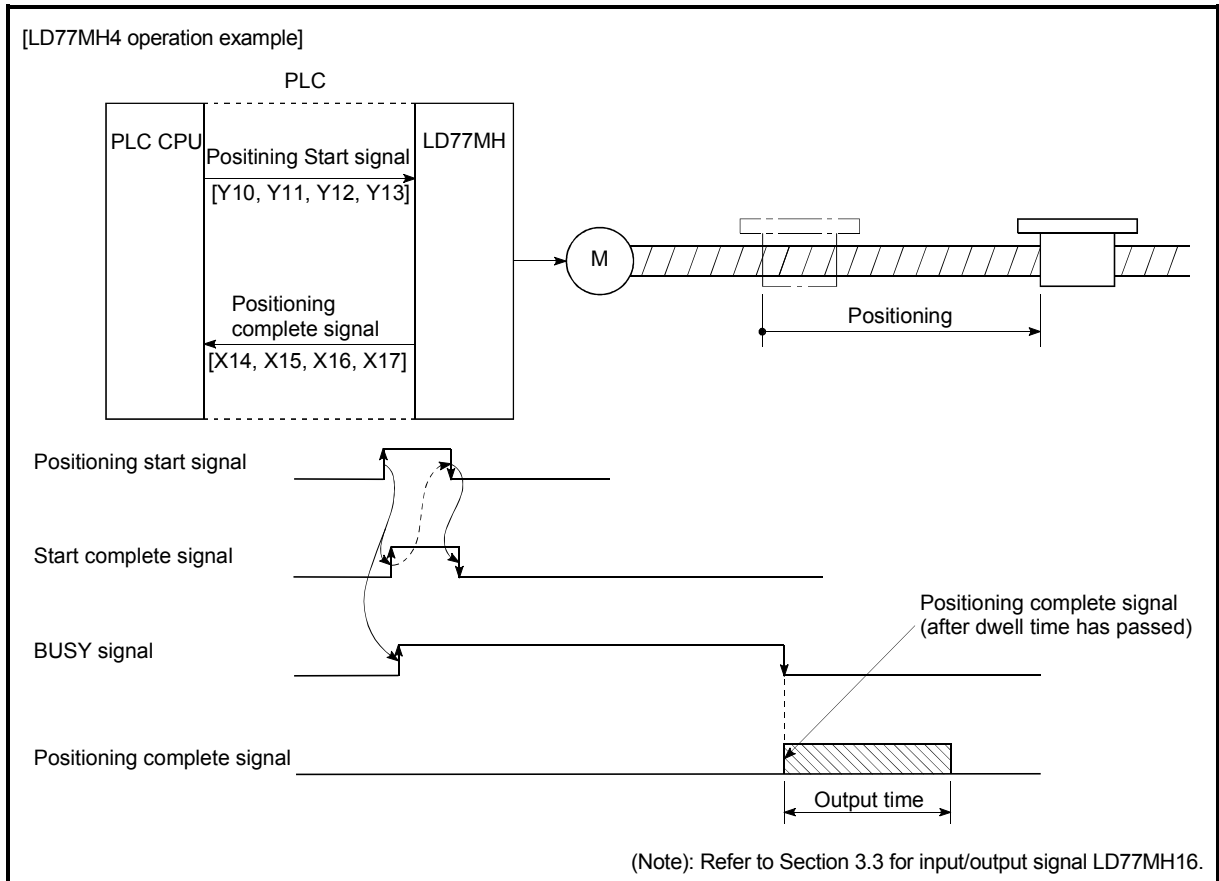 [LD77MH4 operation example]
PLC
PLC CPU
LD77MH
Positining Start signal
[Y10, Y11, Y12, Y13]
M
Positioning
complete signal
[X14, X15, X16, X17]
Positioning
Positioning start signal
Start complete signal
Positioning complete signal
(after dwell time has passed)
BUSY signal
Positioning complete signal
Output time
(Note): Refer to Section 3.3 for input/output signal LD77MH16.